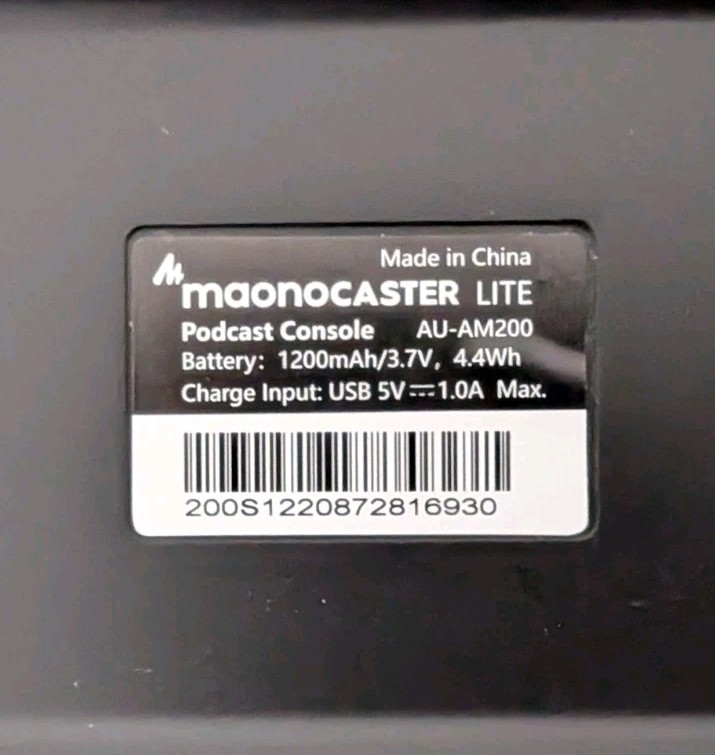 Made in China
maonocaster LITE
Podcast Console AU-AM200
Battery: 1200mAh/3.7V, 4.4Wh
Charge Input: USB 5V⎓1.0A Max.
200S1220872816930